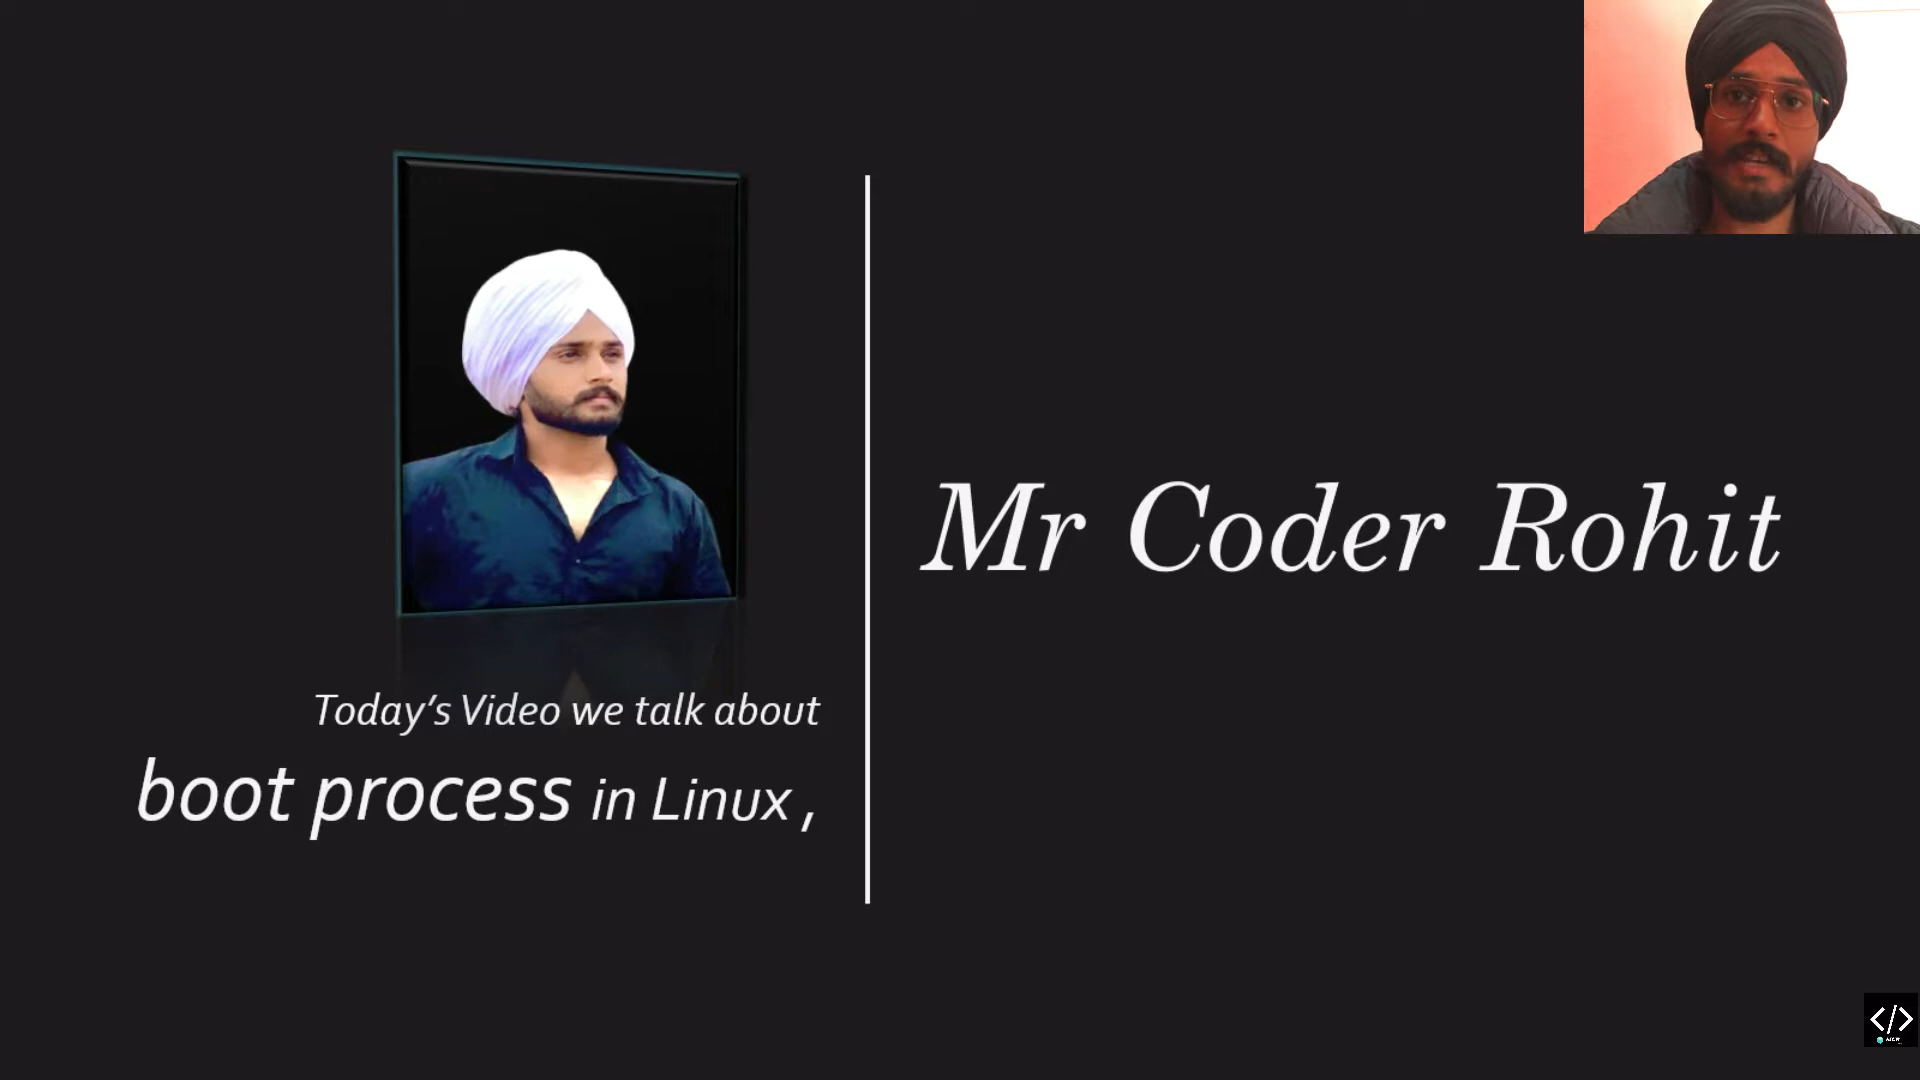 Mr Coder Rohit
Today's Video we talk about
boot process in Linux ,
</>